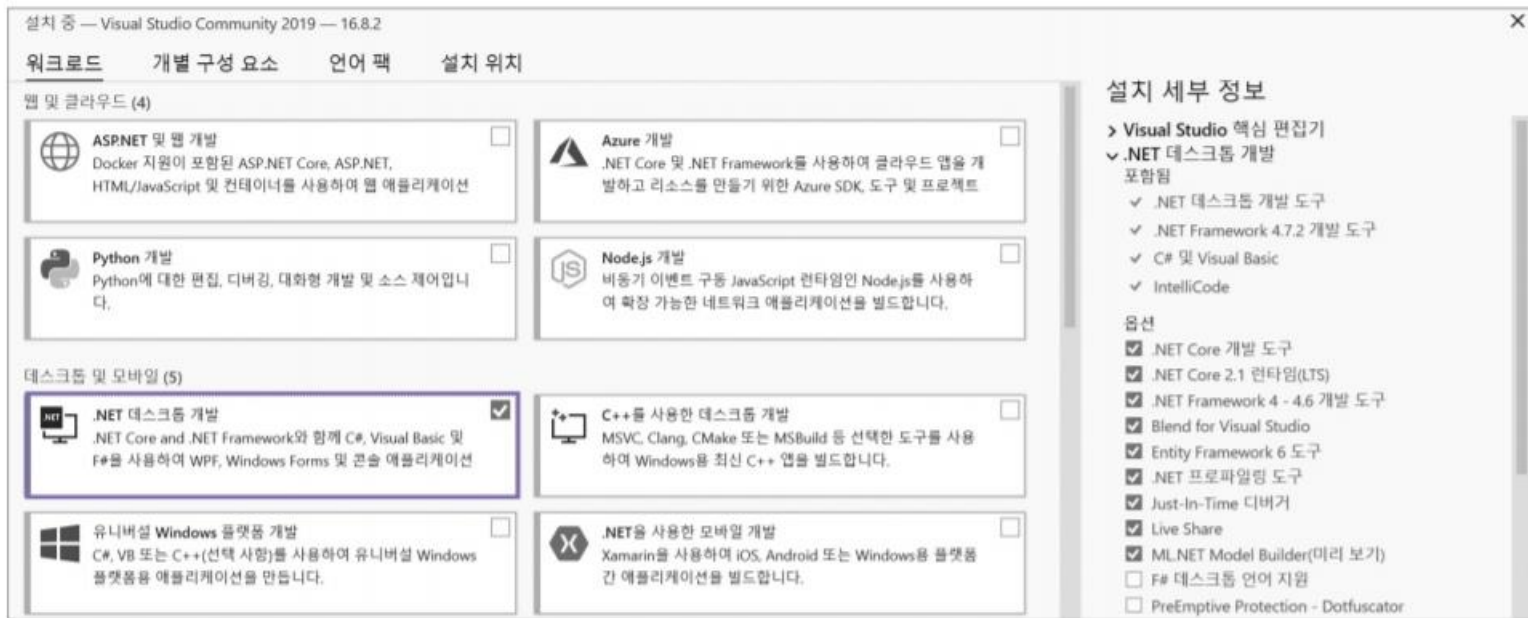 설치 중 — Visual Studio Community 2019 — 16.8.2
워크로드 개별 구성 요소 언어 팩 설치 위치
웹 및 클라우드 (4)
ASP.NET 및 웹 개발
Docker 지원이 포함된 ASP.NET Core, ASP.NET,
HTML/JavaScript 및 컨테이너를 사용하여 웹 애플리케이션
Azure 개발
.NET Core 및 .NET Framework를 사용하여 클라우드 앱을 개
발하고 리소스를 만들기 위한 Azure SDK, 도구 및 프로젝트
Python 개발
Python에 대한 편집, 디버깅, 대화형 개발 및 소스 제어입니
다.
JS
Node.js 개발
비동기 이벤트 구동 JavaScript 런타임인 Node.js를 사용하
여 확장 가능한 네트워크 애플리케이션을 빌드합니다.
데스크톱 및 모바일 (5)
.NET
.NET 데스크톱 개발
.NET Core and .NET Framework와 함께 C#, Visual Basic 및
F#을 사용하여 WPF, Windows Forms 및 콘솔 애플리케이션
C++를 사용한 데스크톱 개발
MSVC, Clang, CMake 또는 MSBuild 등 선택한 도구를 사용
하여 Windows용 최신 C++ 앱을 빌드합니다.
유니버설 Windows 플랫폼 개발
C#, VB 또는 C++(선택 사항)를 사용하여 유니버설 Windows
플랫폼용 애플리케이션을 만듭니다.
.NET을 사용한 모바일 개발
Xamarin을 사용하여 iOS, Android 또는 Windows용 플랫폼
간 애플리케이션을 빌드합니다.
설치 세부 정보
Visual Studio 핵심 편집기
.NET 데스크톱 개발
포함됨
.NET 데스크톱 개발 도구
.NET Framework 4.7.2 개발 도구
C# 및 Visual Basic
IntelliCode
옵션
.NET Core 개발 도구
.NET Core 2.1 런타임(LTS)
.NET Framework 4 - 4.6 개발 도구
Blend for Visual Studio
Entity Framework 6 도구
.NET 프로파일링 도구
Just-In-Time 디버거
Live Share
ML.NET Model Builder(미리 보기)
F# 데스크톱 언어 지원
PreEmptive Protection - Dotfuscator